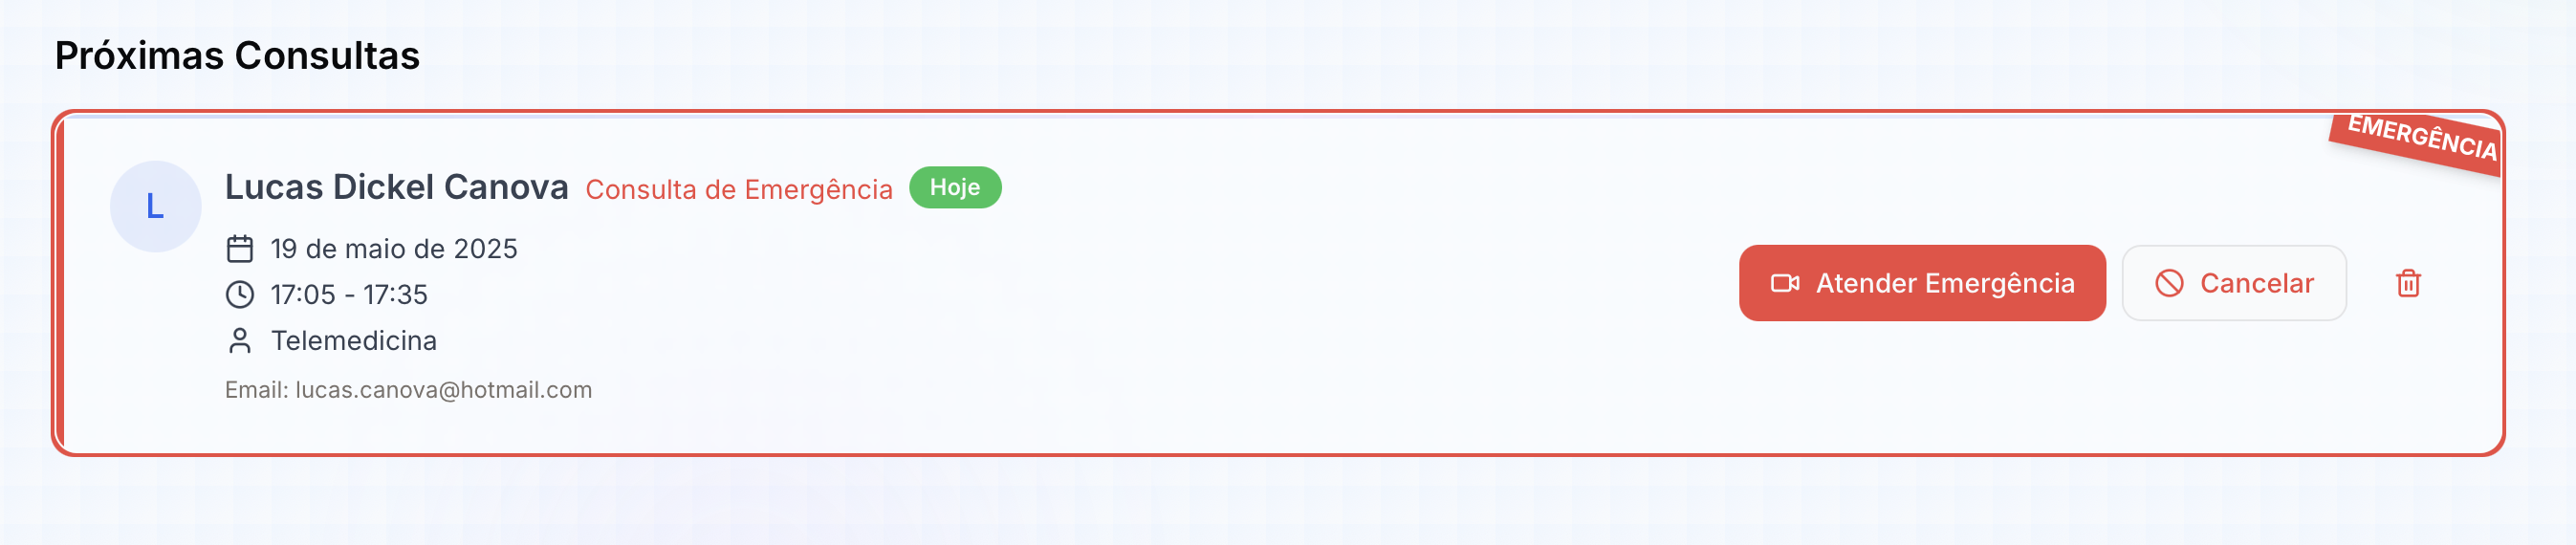 Próximas Consultas
EMERGÊNCIA
L
Lucas Dickel Canova Consulta de Emergência Hoje
19 de maio de 2025
17:05 - 17:35
Telemedicina
Email: lucas.canova@hotmail.com
Atender Emergência
Cancelar